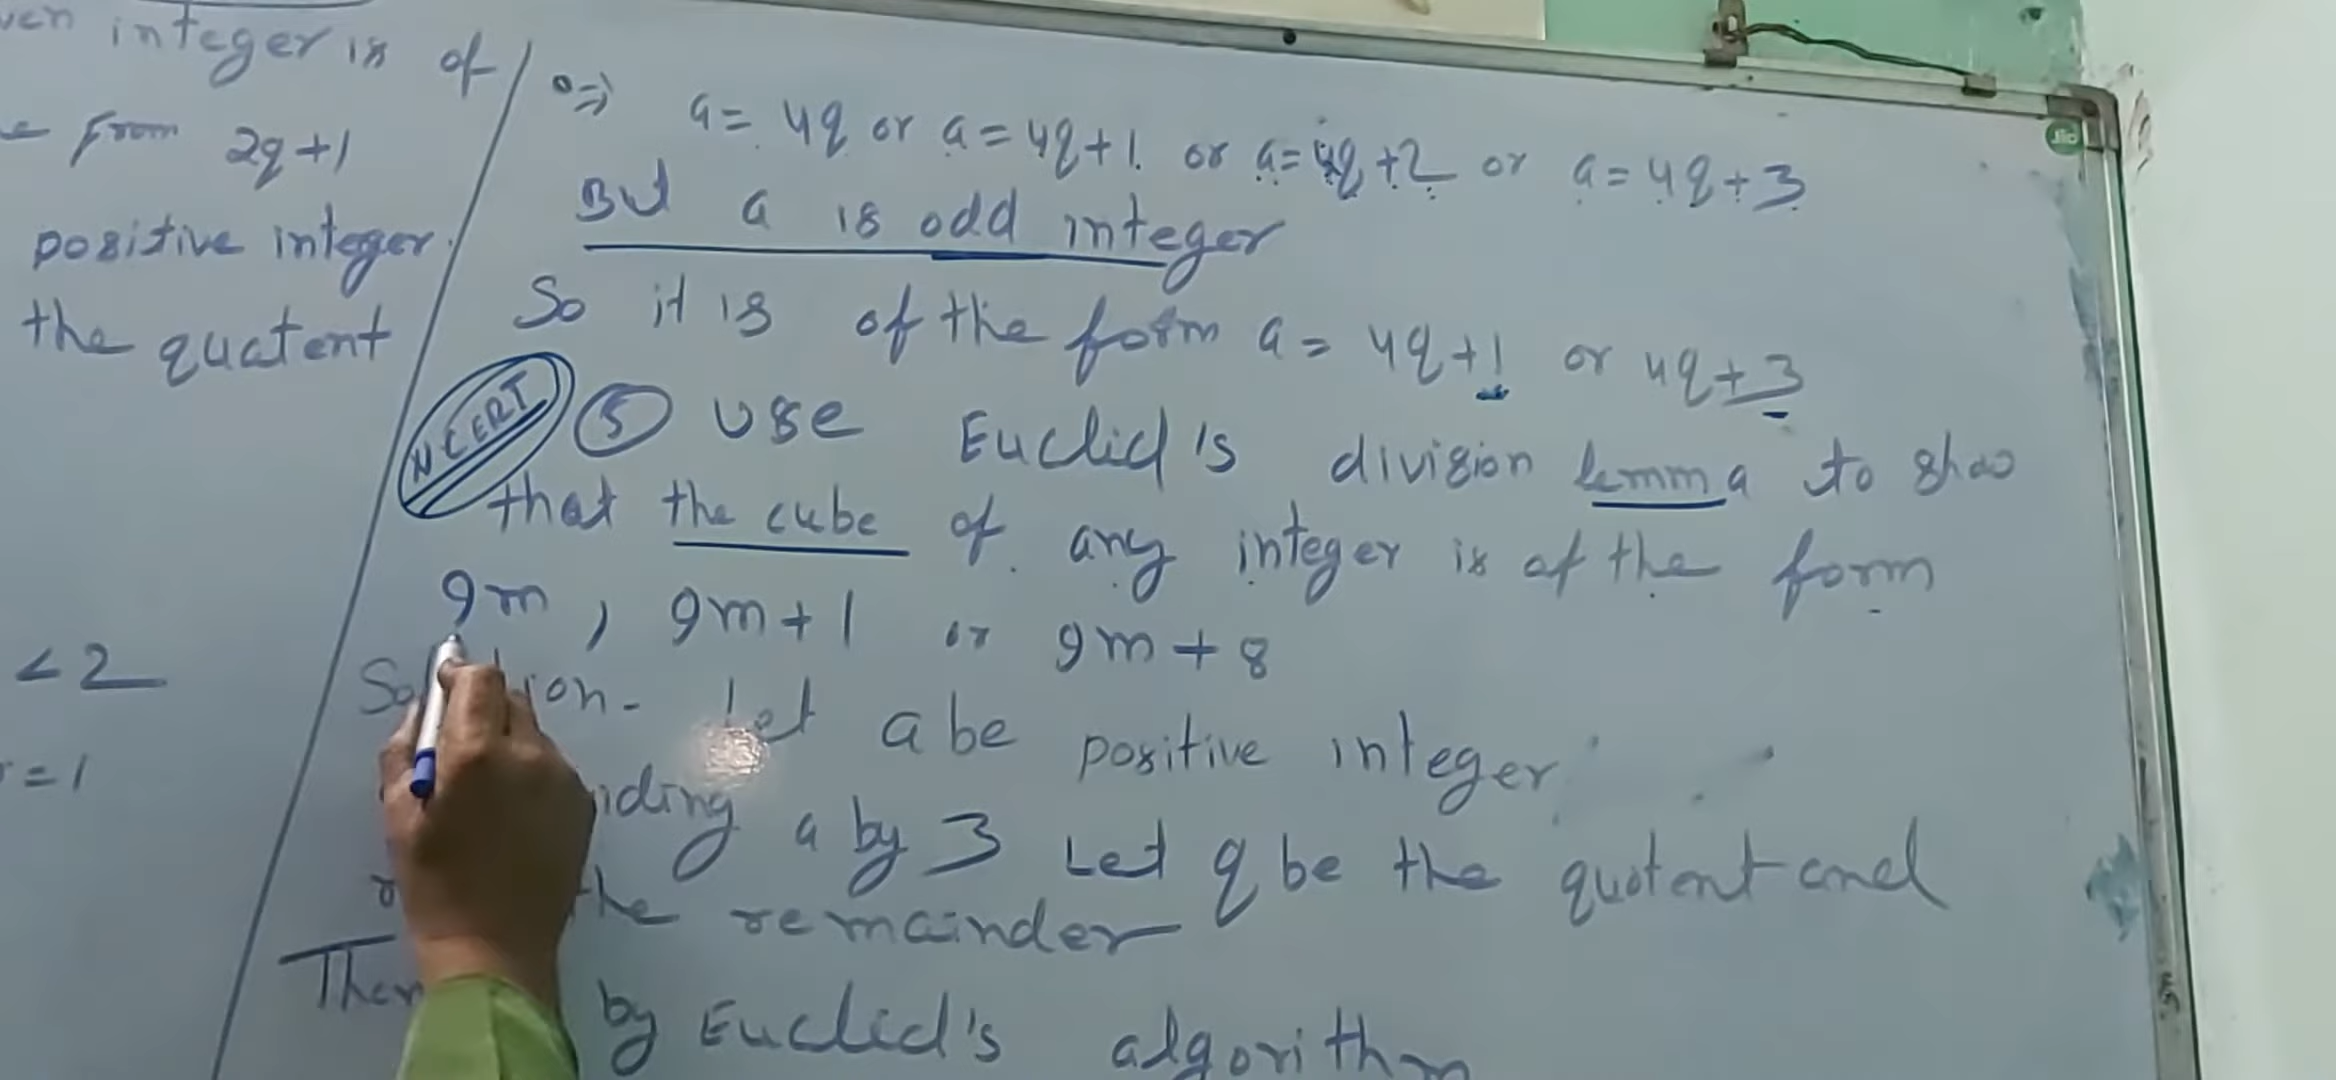 integer is of
from 2q+1
positive integer
the quatent
< 2
= 1
⇒ a = 4q or a = 4q+1 or a = 4q+2 or a = 4q+3
But a is odd integer
So it is of the form a = 4q+1 or 4q+3
NCERT ⑤ Use Euclid's division lemma to show
that the cube of any integer is of the form
9m, 9m+1 or 9m+8
Let a be positive integer
a by 3 Let q be the quotent and
the remainder
by Euclid's algorithm
Jio